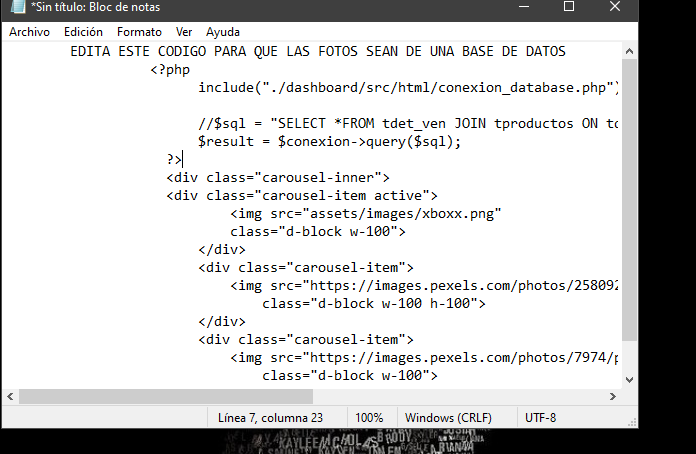 *Sin título: Bloc de notas
Archivo Edición Formato Ver Ayuda
EDITA ESTE CODIGO PARA QUE LAS FOTOS SEAN DE UNA BASE DE DATOS
<?php
include("./dashboard/src/html/conexion_database.php")
//$sql = "SELECT *FROM tdet_ven JOIN tproductos ON
$result = $conexion->query($sql);
?>
<div class="carousel-inner">
<div class="carousel-item active">
<img src="assets/images/xboxx.png"
class="d-block w-100">
</div>
<div class="carousel-item">
<img src="https://images.pexels.com/photos/258092
class="d-block w-100 h-100">
</div>
<div class="carousel-item">
<img src="https://images.pexels.com/photos/7974/p
class="d-block w-100">
Línea 7, columna 23 100% Windows (CRLF) UTF-8